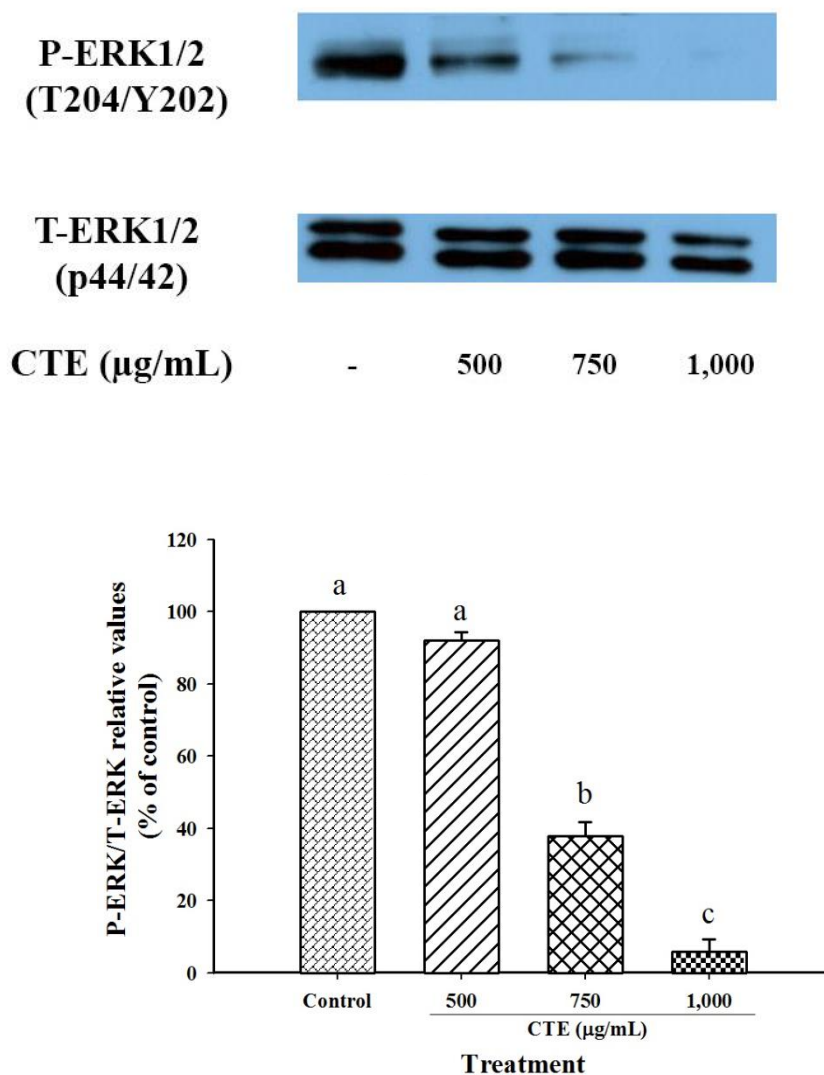 P-ERK1/2
(T204/Y202)
T-ERK1/2
(p44/42)
CTE (µg/mL) - 500 750 1,000
P-ERK/T-ERK relative values
(% of control)
120
100
80
60
40
20
0
a
a
b
c
Control 500 750 1,000
CTE (µg/mL)
Treatment